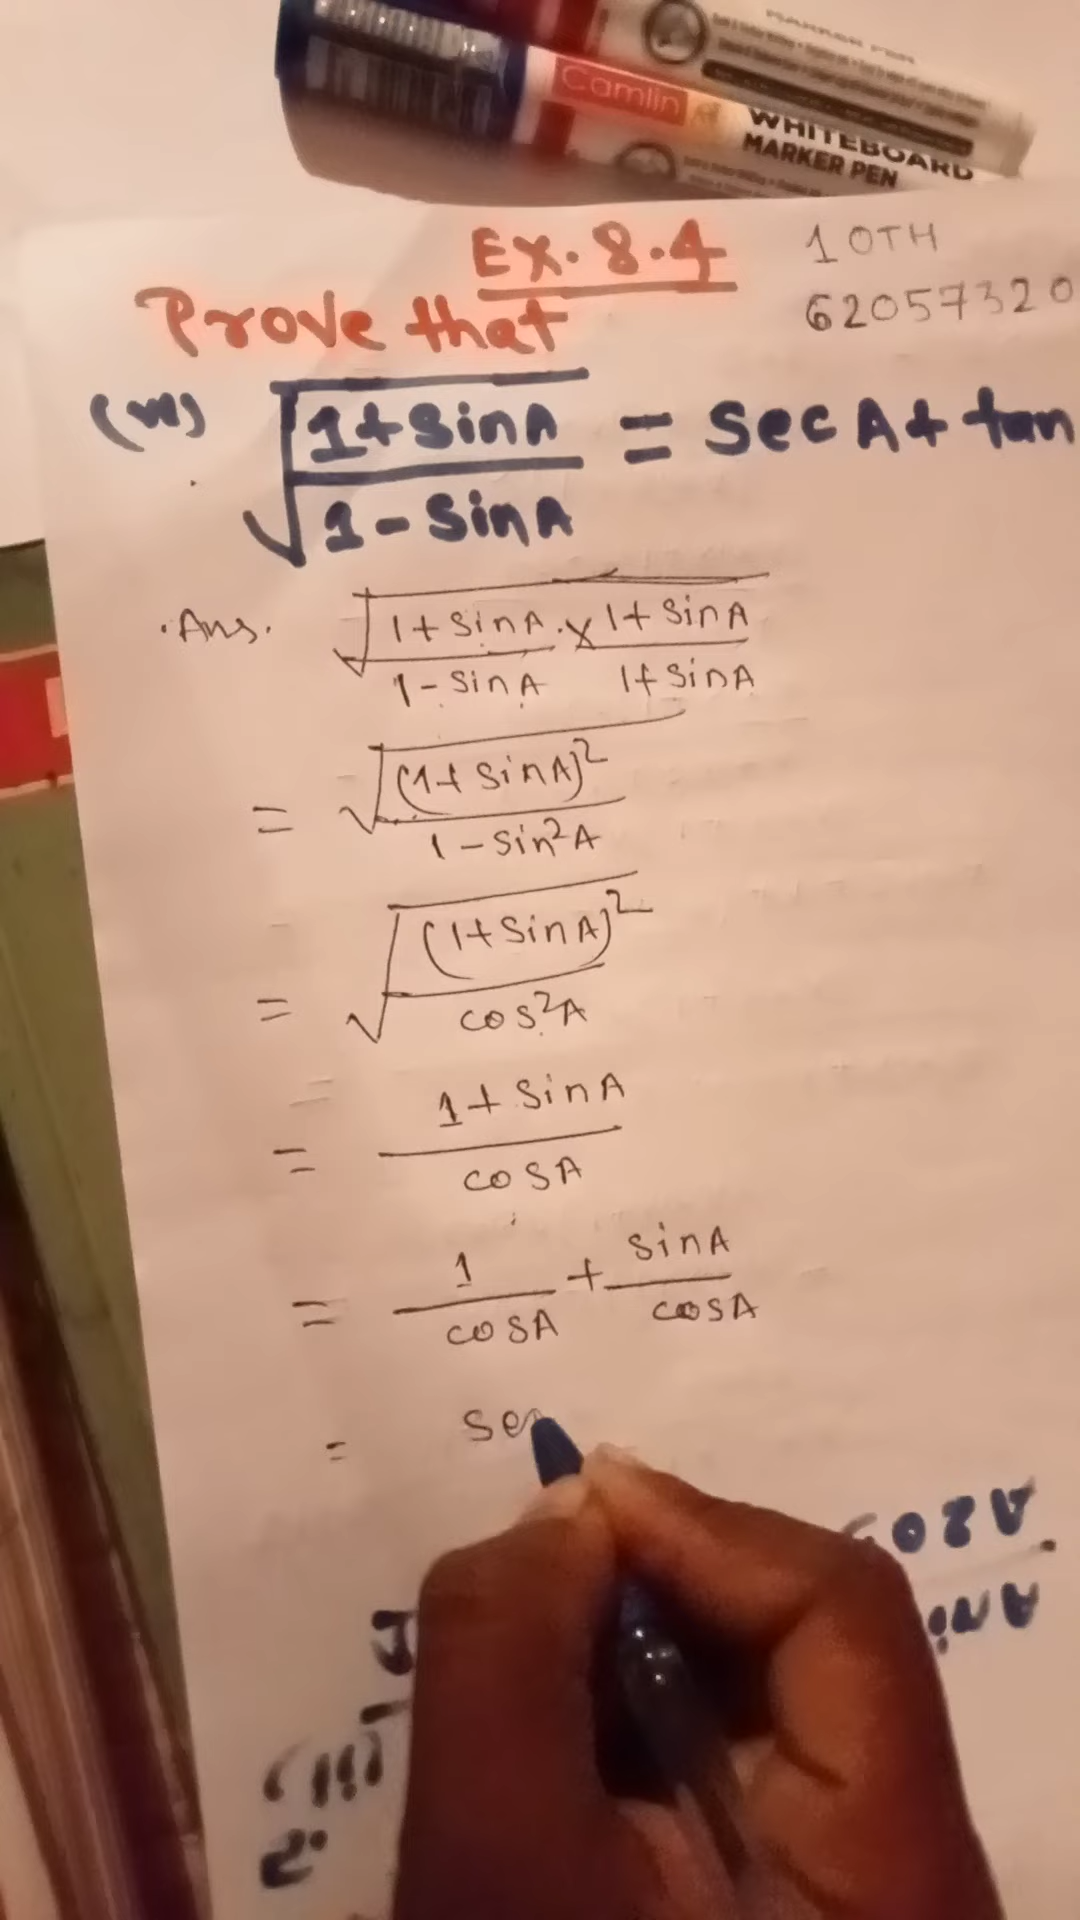 Camlin
WHITEBOARD
MARKER PEN
Ex. 8.4
10TH
62057320
Prove that
√(1+sinA / 1-sinA) = sec A + tan
Ans. √(1+sinA / 1-sinA × 1+sinA / 1+sinA)
= √((1+sinA)² / 1-sin²A)
= √((1+sinA)² / cos²A)
= 1+sinA / cosA
= 1 / cosA + sinA / cosA
= se